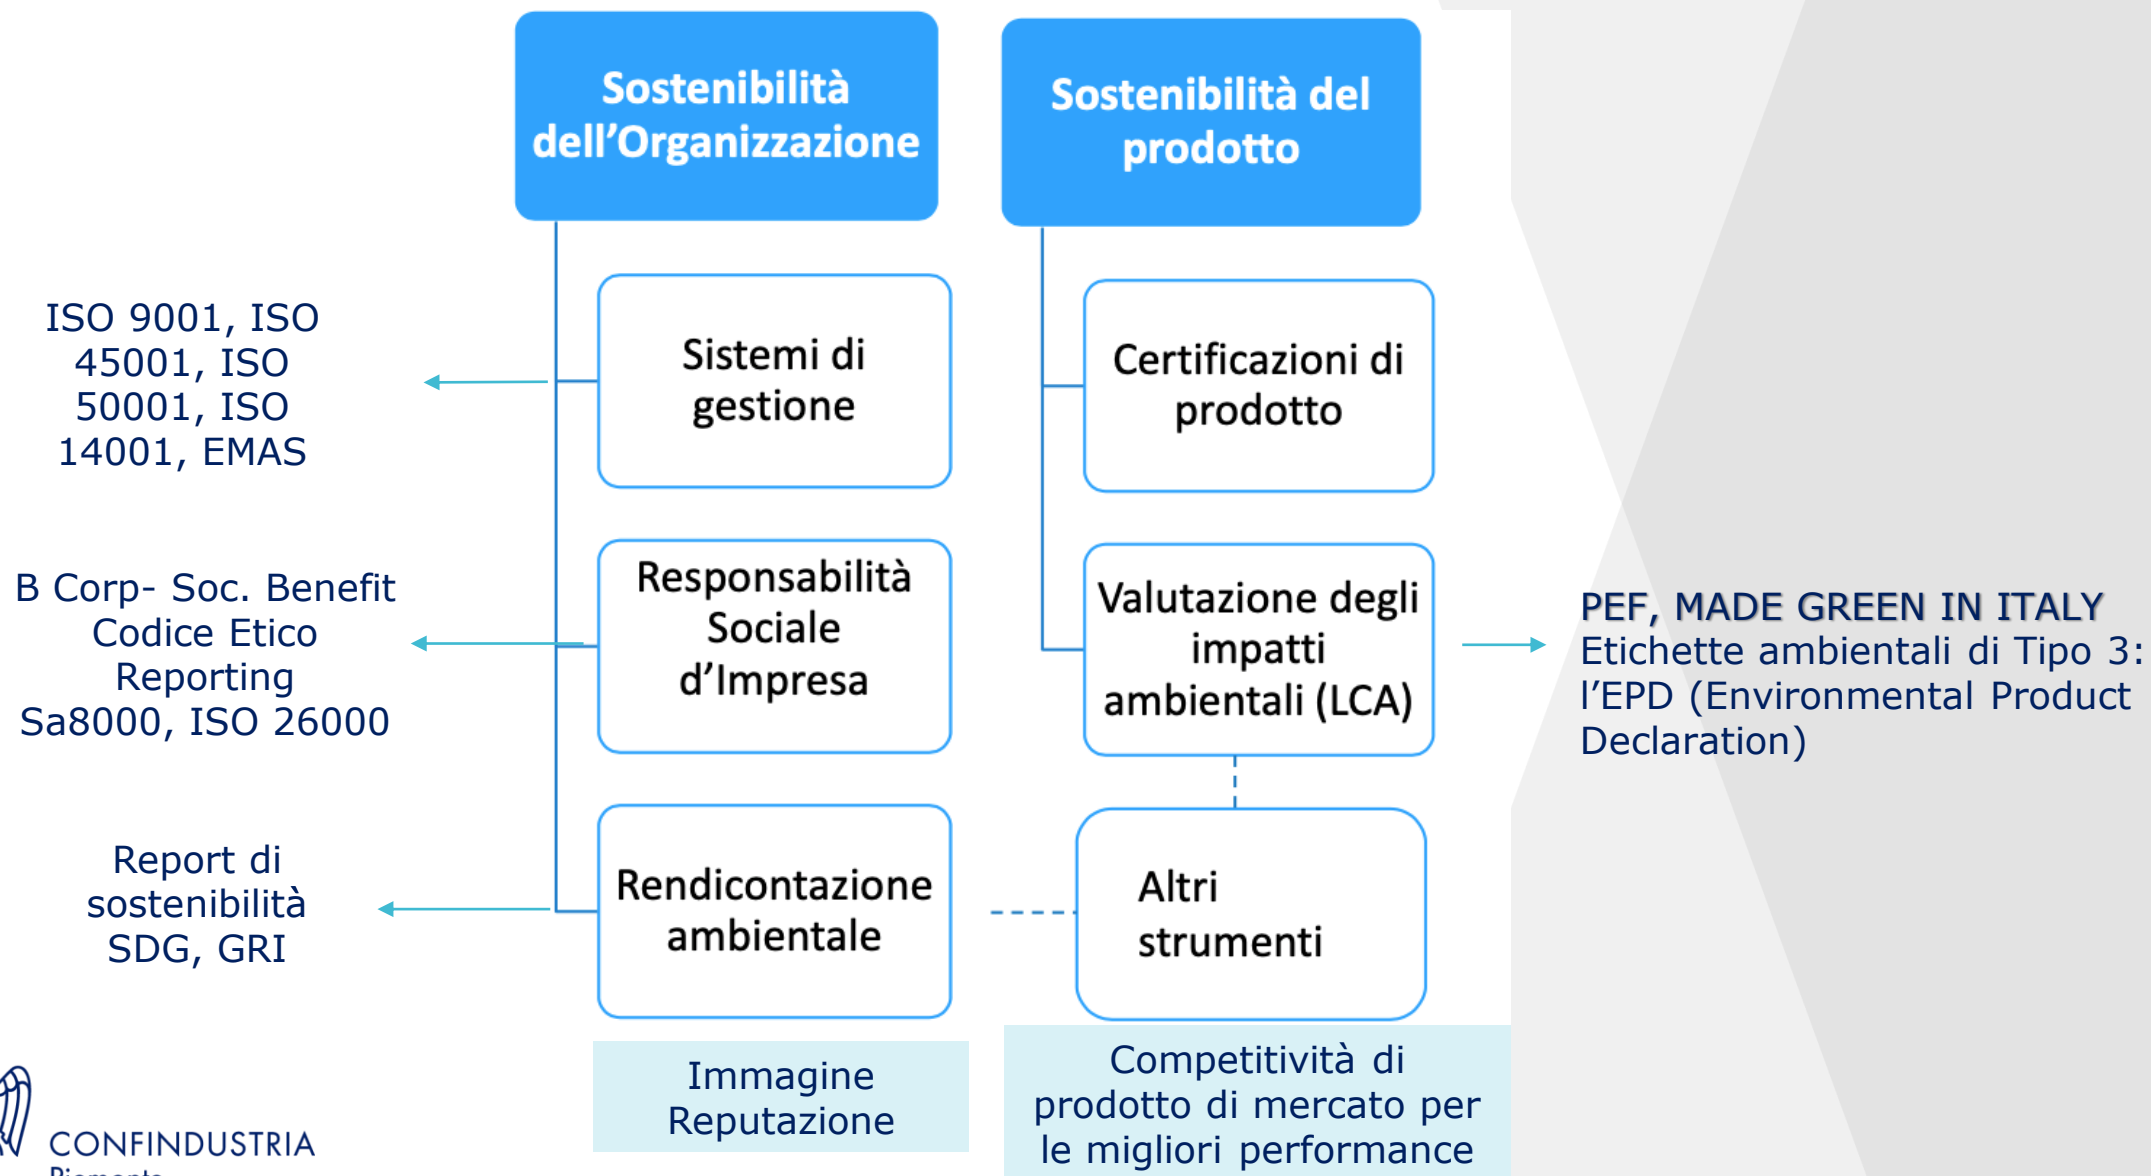 Sostenibilità
dell’Organizzazione
Sostenibilità del
prodotto
ISO 9001, ISO
45001, ISO
50001, ISO
14001, EMAS
Sistemi di
gestione
Certificazioni di
prodotto
B Corp- Soc. Benefit
Codice Etico
Reporting
Sa8000, ISO 26000
Responsabilità
Sociale
d’Impresa
Valutazione degli
impatti
ambientali (LCA)
PEF, MADE GREEN IN ITALY
Etichette ambientali di Tipo 3:
l’EPD (Environmental Product
Declaration)
Report di
sostenibilità
SDG, GRI
Rendicontazione
ambientale
Altri
strumenti
Immagine
Reputazione
Competitività di
prodotto di mercato per
le migliori performance
CONFINDUSTRIA
Piemonte